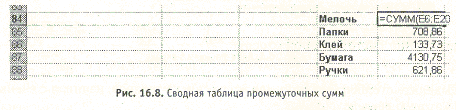 84 Мелочь =СУММ(E6:E20
85 Папки 708,86
86 Клей 133,73
87 Бумага 4130,75
88 Ручки 621,86
Рис. 16.8. Сводная таблица промежуточных сумм